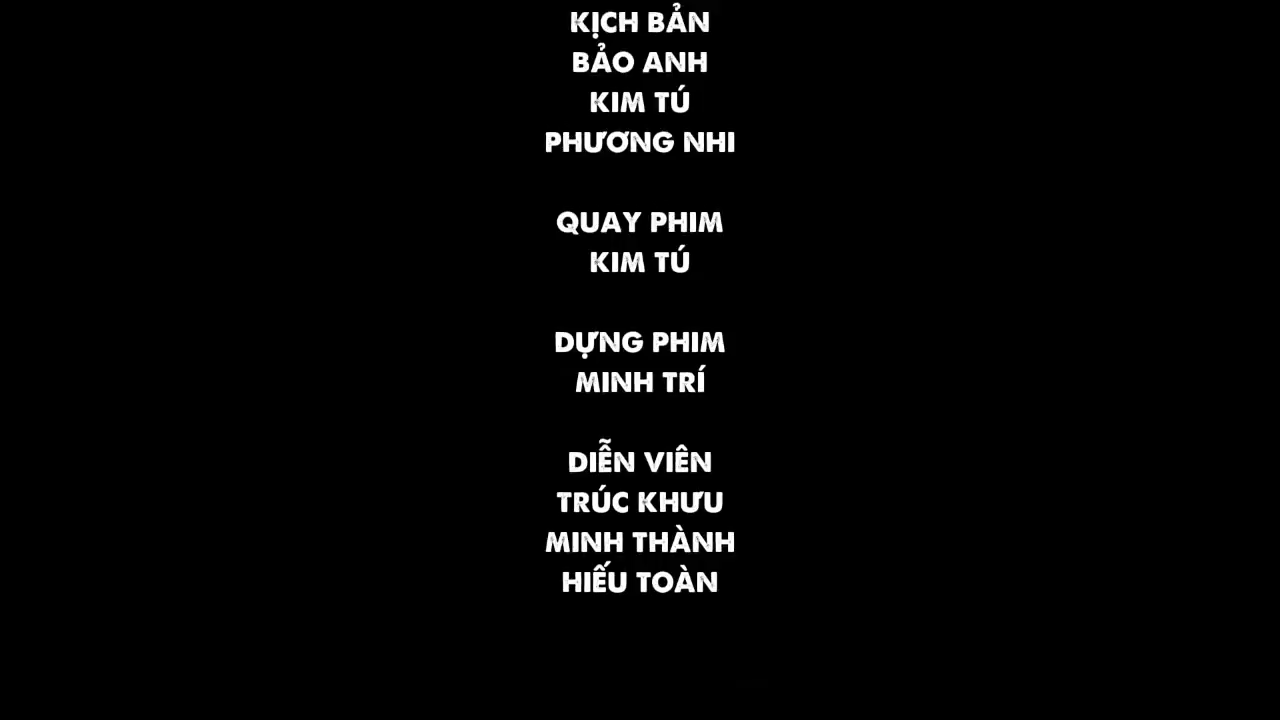 KỊCH BẢN
BẢO ANH
KIM TÚ
PHƯƠNG NHI
QUAY PHIM
KIM TÚ
DỰNG PHIM
MINH TRÍ
DIỄN VIÊN
TRÚC KHƯU
MINH THÀNH
HIẾU TOÀN